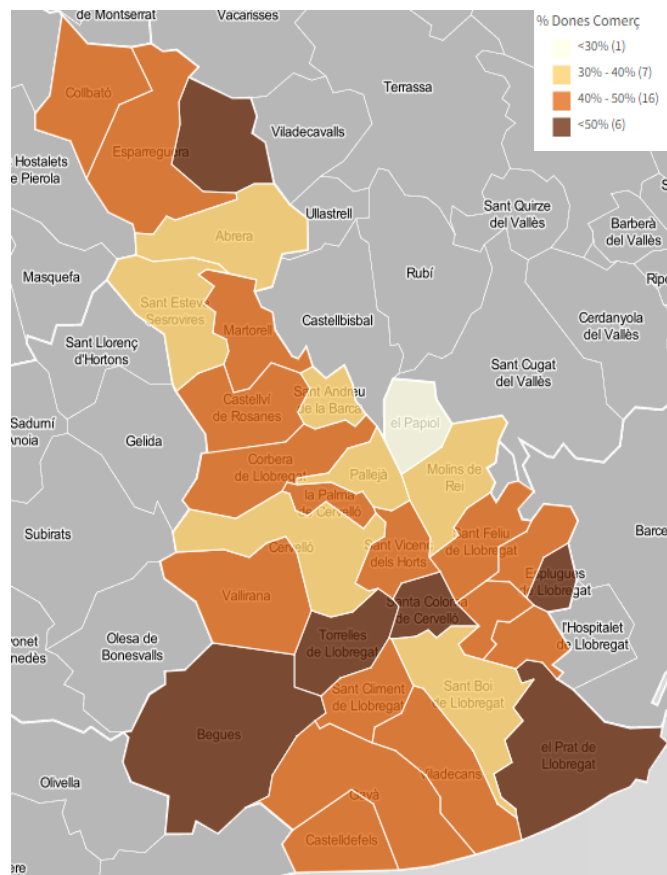 de Montserrat
Vacarisses
% Dones Comerç
<30% (1)
30% - 40% (7)
40% - 50% (16)
<50% (6)
Collbató
Terrassa
Viladecavalls
Esparreguera
Hostalets
de Pierola
Ullastrell
Sant Quirze
del Vallès
Barberà
del Vallès
Abrera
Masquefa
Rubí
Sant Esteve
Sesrovires
Martorell
Castellbisbal
Cerdanyola
del Vallès
Sant Llorenç
d'Hortons
Sant Cugat
del Vallès
Sant Andreu
de la Barca
Castellví
de Rosanes
el Papiol
Gelida
Corbera
de Llobregat
Pallejà
Molins de
Rei
la Palma
de Cervelló
Subirats
Cervelló
Sant Vicenç
dels Horts
Sant Feliu
de Llobregat
Esplugues
de Llobregat
Vallirana
Santa Coloma
de Cervelló
Olesa de
Bonesvalls
Torrelles
de Llobregat
l'Hospitalet
de Llobregat
Sant Climent
de Llobregat
Sant Boi
de Llobregat
Begues
el Prat de
Llobregat
Viladecans
Olivella
Gavà
Castelldefels